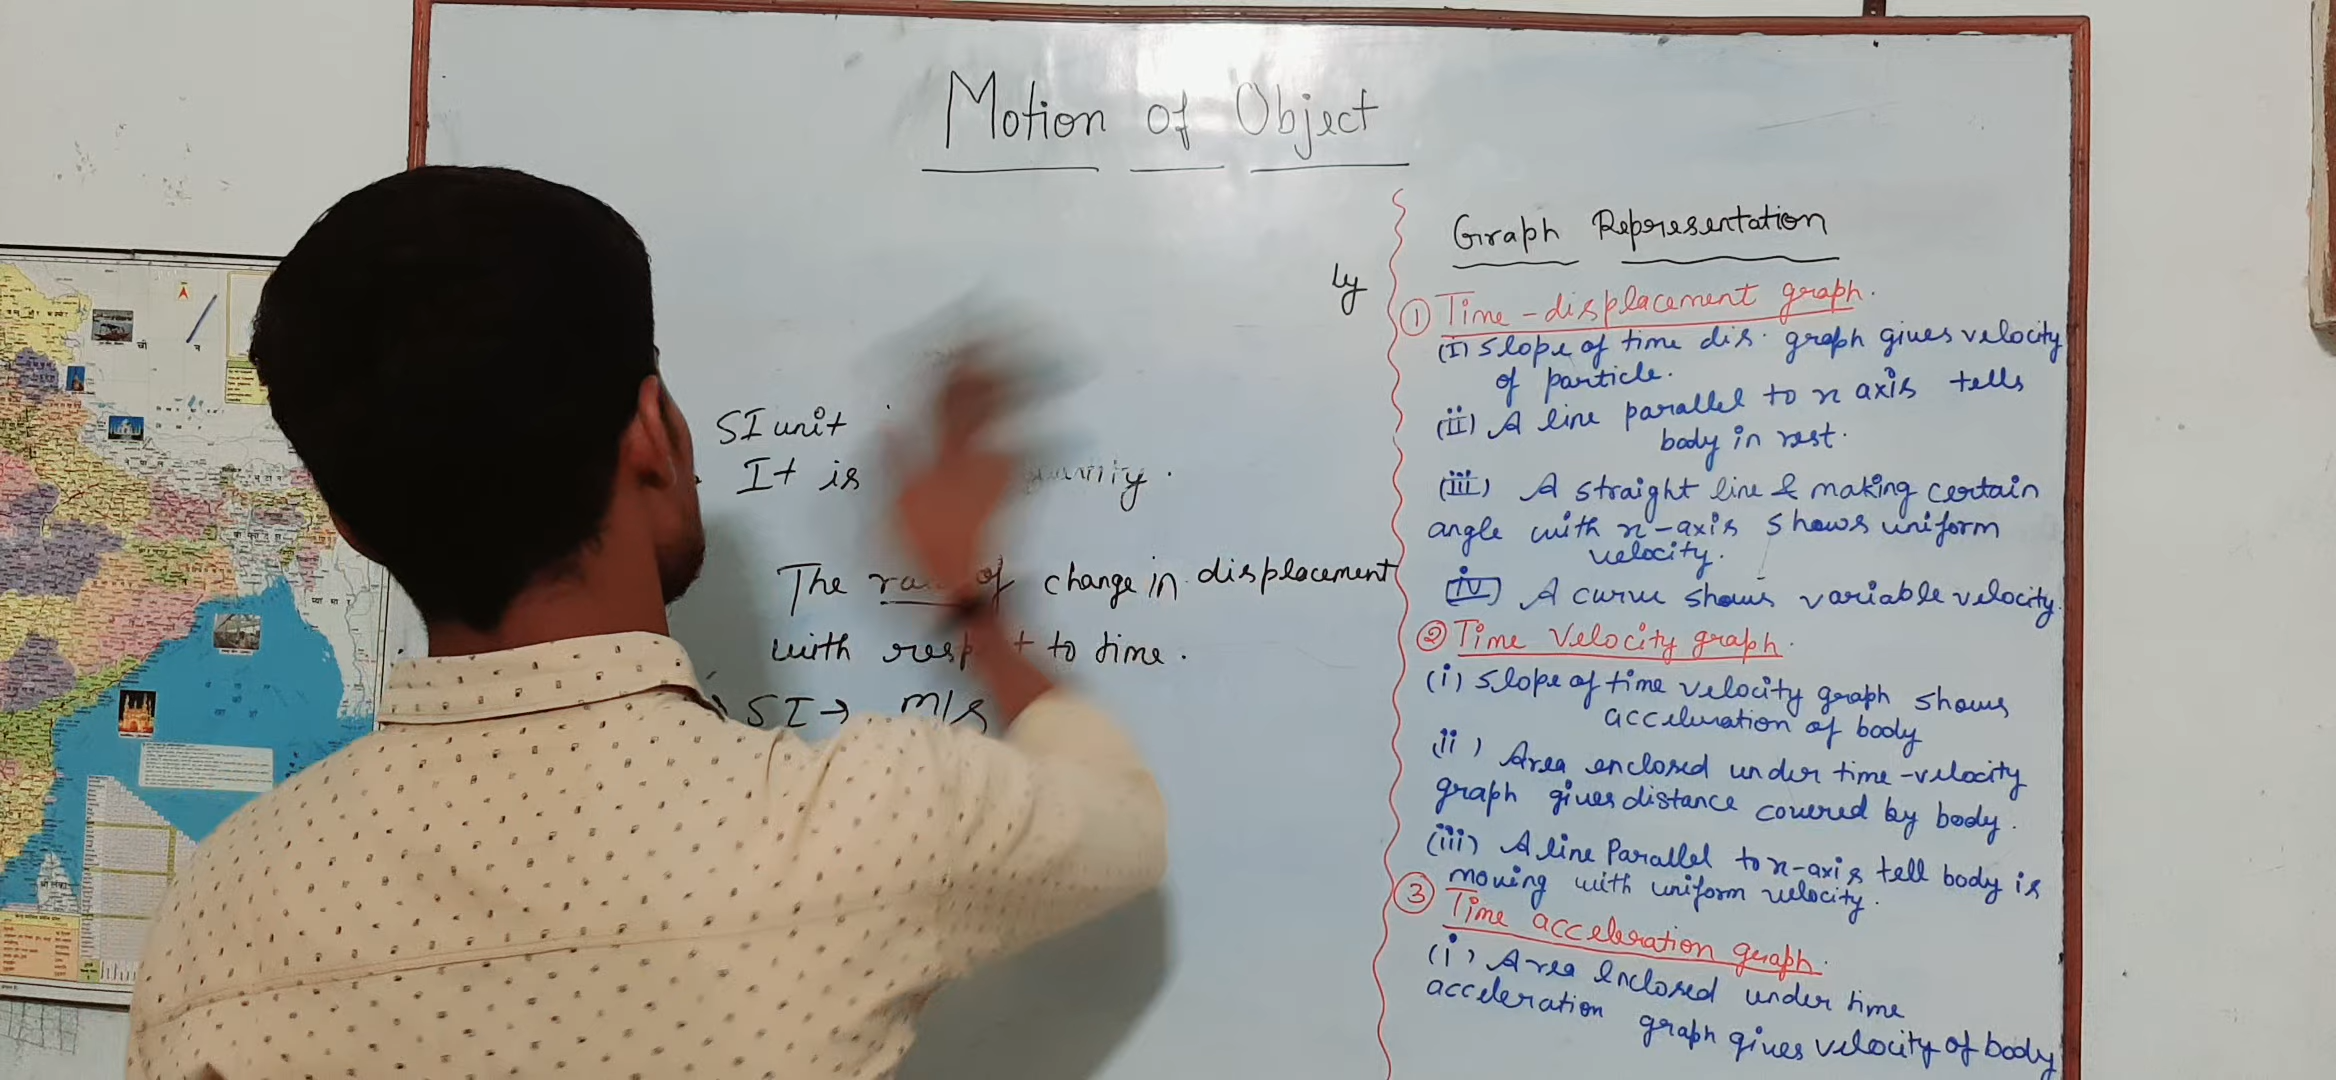 Motion of Object
ly
SI unit
It is
The of change in displacement
with to time.
SI → m/s
Graph Representation
① Time-displacement graph.
(I) slope of time dis. graph gives velocity
of particle.
(ii) A line parallel to x axis tells
body in rest.
(iii) A straight line & making certain
angle with x-axis shows uniform
velocity.
(iv) A curve shows variable velocity.
② Time Velocity graph.
(i) slope of time velocity graph shows
acceleration of body
(ii) Area enclosed under time-velocity
graph gives distance covered by body.
(iii) A line Parallel to x-axis tell body is
moving with uniform velocity.
③ Time acceleration graph.
(i) Area enclosed under time
acceleration
graph gives velocity of body